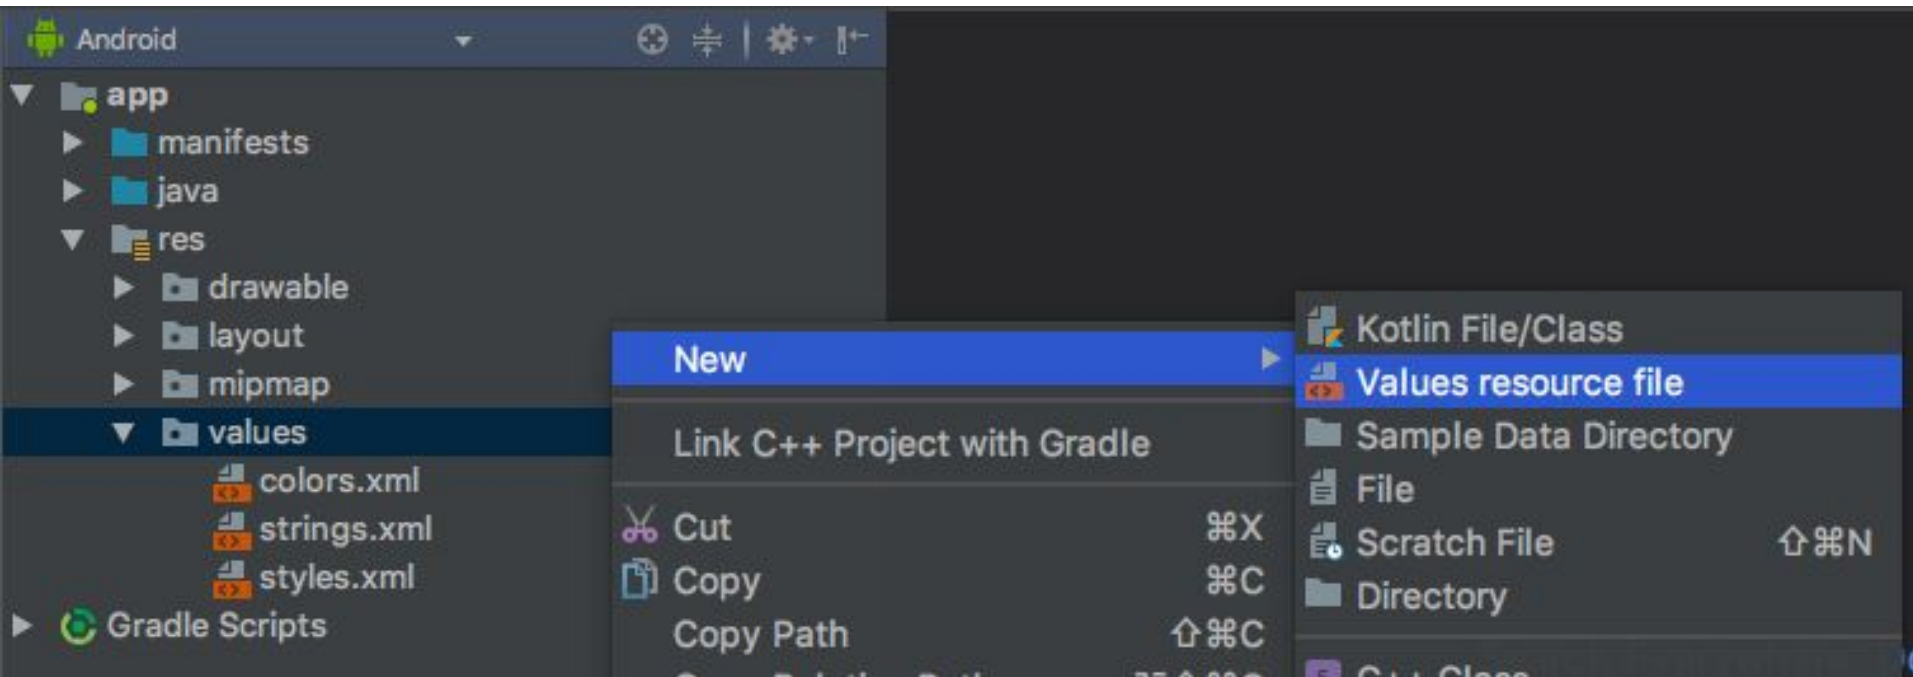 Android
app
manifests
java
res
drawable
layout
mipmap
values
colors.xml
strings.xml
styles.xml
Gradle Scripts
New
Link C++ Project with Gradle
Cut ⌘X
Copy ⌘C
Copy Path ⇧⌘C
Kotlin File/Class
Values resource file
Sample Data Directory
File
Scratch File ⇧⌘N
Directory
C++ Class